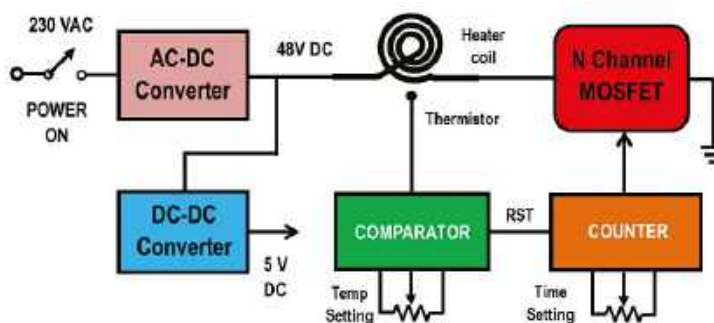 230 VAC
POWER
ON
AC-DC
Converter
48V DC
Heater
coil
N Channel
MOSFET
Thermistor
DC-DC
Converter
5 V
DC
COMPARATOR
RST
COUNTER
Temp
Setting
Time
Setting